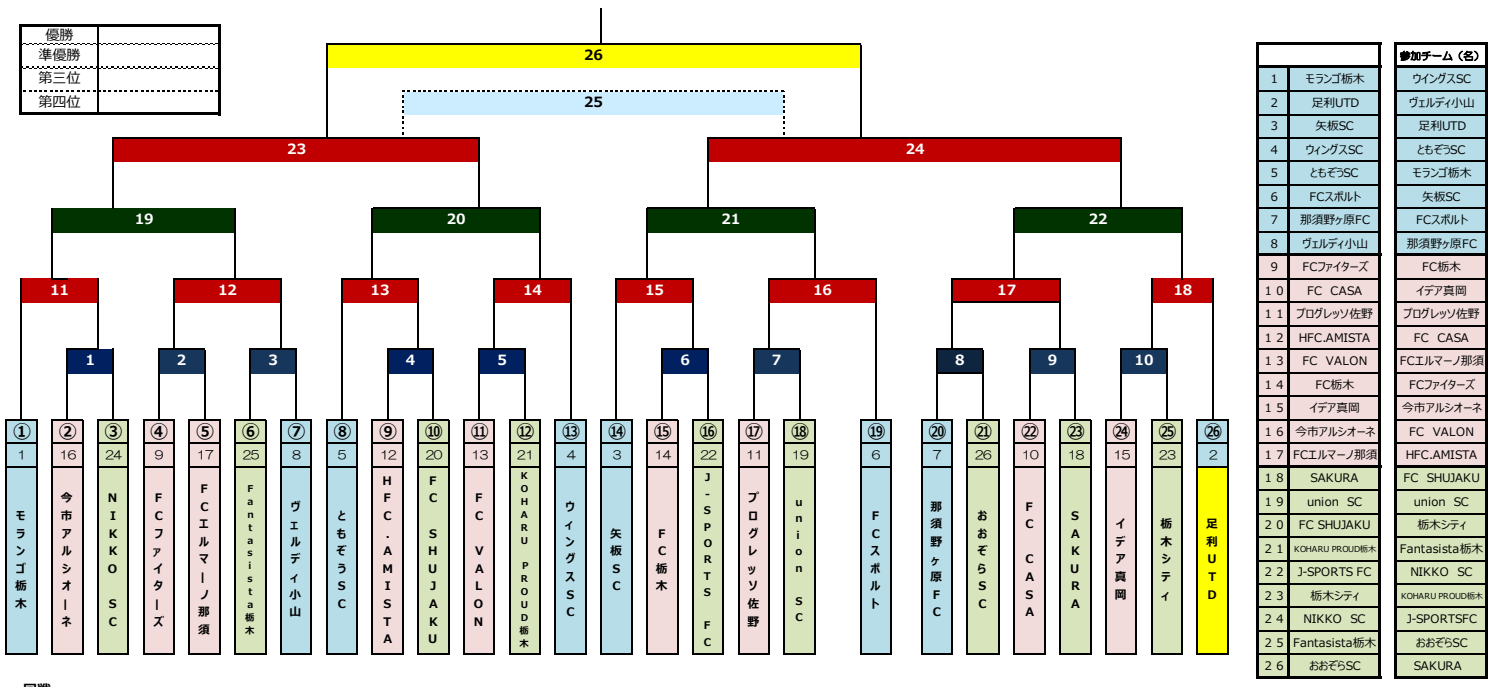 優勝
準優勝
第三位
第四位
26
25
23
24
19
20
21
22
11
12
13
14
15
16
17
18
1
2
3
4
5
6
7
8
9
10
① 1 モランゴ栃木
② 16 今市アルシオーネ
③ 24 NIKKO SC
④ 9 FCファイターズ
⑤ 17 FCエルマーノ那須
⑥ 25 Fantasista栃木
⑦ 8 ヴェルディ小山
⑧ 5 ともぞうSC
⑨ 12 HFC.AMISTA
⑩ 20 FC SHUJAKU
⑪ 13 FC VALON
⑫ 21 KOHARU PROUD栃木
⑬ 4 ウィングスSC
⑭ 3 矢板SC
⑮ 14 FC栃木
⑯ 22 J-SPORTS FC
⑰ 11 プログレッソ佐野
⑱ 19 union SC
⑲ 6 FCスポルト
⑳ 7 那須野ヶ原FC
㉑ 26 おおぞらSC
㉒ 10 FC CASA
㉓ 18 SAKURA
㉔ 15 イデア真岡
㉕ 23 栃木シティ
㉖ 2 足利UTD
参加チーム（名）
1 モランゴ栃木 ウイングスSC
2 足利UTD ヴェルディ小山
3 矢板SC 足利UTD
4 ウィングスSC ともぞうSC
5 ともぞうSC モランゴ栃木
6 FCスポルト 矢板SC
7 那須野ヶ原FC FCスポルト
8 ヴェルディ小山 那須野ヶ原FC
9 FCファイターズ FC栃木
10 FC CASA イデア真岡
11 プログレッソ佐野 プログレッソ佐野
12 HFC.AMISTA FC CASA
13 FC VALON FCエルマーノ那須
14 FC栃木 FCファイターズ
15 イデア真岡 今市アルシオーネ
16 今市アルシオーネ FC VALON
17 FCエルマーノ那須 HFC.AMISTA
18 SAKURA FC SHUJAKU
19 union SC union SC
20 FC SHUJAKU 栃木シティ
21 KOHARU PROUD栃木 Fantasista栃木
22 J-SPORTS FC NIKKO SC
23 栃木シティ KOHARU PROUD栃木
24 NIKKO SC J-SPORTSFC
25 Fantasista栃木 おおぞらSC
26 おおぞらSC SAKURA